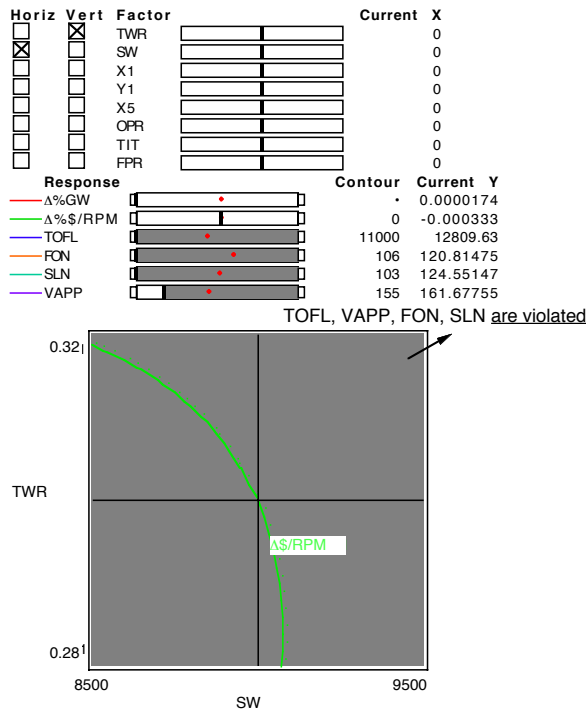 Horiz Vert Factor Current X
TWR 0
SW 0
X1 0
Y1 0
X5 0
OPR 0
TIT 0
FPR 0
Response Contour Current Y
Δ%GW · 0.0000174
Δ%$/RPM 0 -0.000333
TOFL 11000 12809.63
FON 106 120.81475
SLN 103 124.55147
VAPP 155 161.67755
TOFL, VAPP, FON, SLN are violated
0.32
TWR
Δ$/RPM
0.28
8500 9500
SW